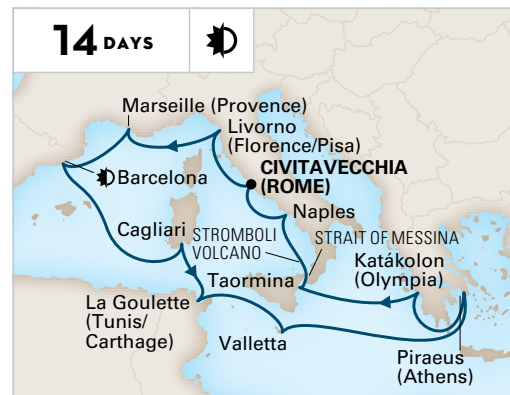 14 DAYS
Marseille (Provence)
Livorno
(Florence/Pisa)
CIVITAVECCHIA
(ROME)
Barcelona
Naples
Cagliari
STROMBOLI
VOLCANO
STRAIT OF MESSINA
Katákolon
(Olympia)
Taormina
La Goulette
(Tunis/
Carthage)
Valletta
Piraeus
(Athens)